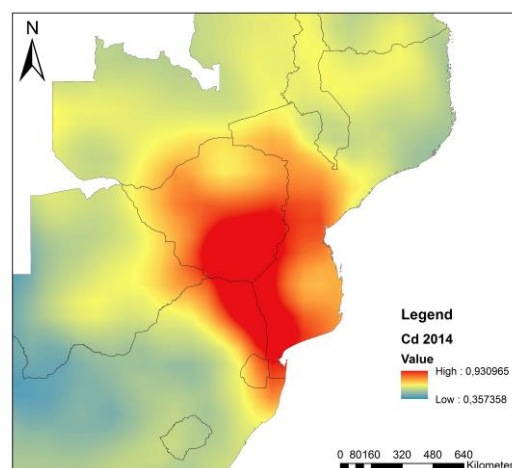 N
Legend
Cd 2014
Value
High : 0,930965
Low : 0,357358
0 80160 320 480 640
Kilometer